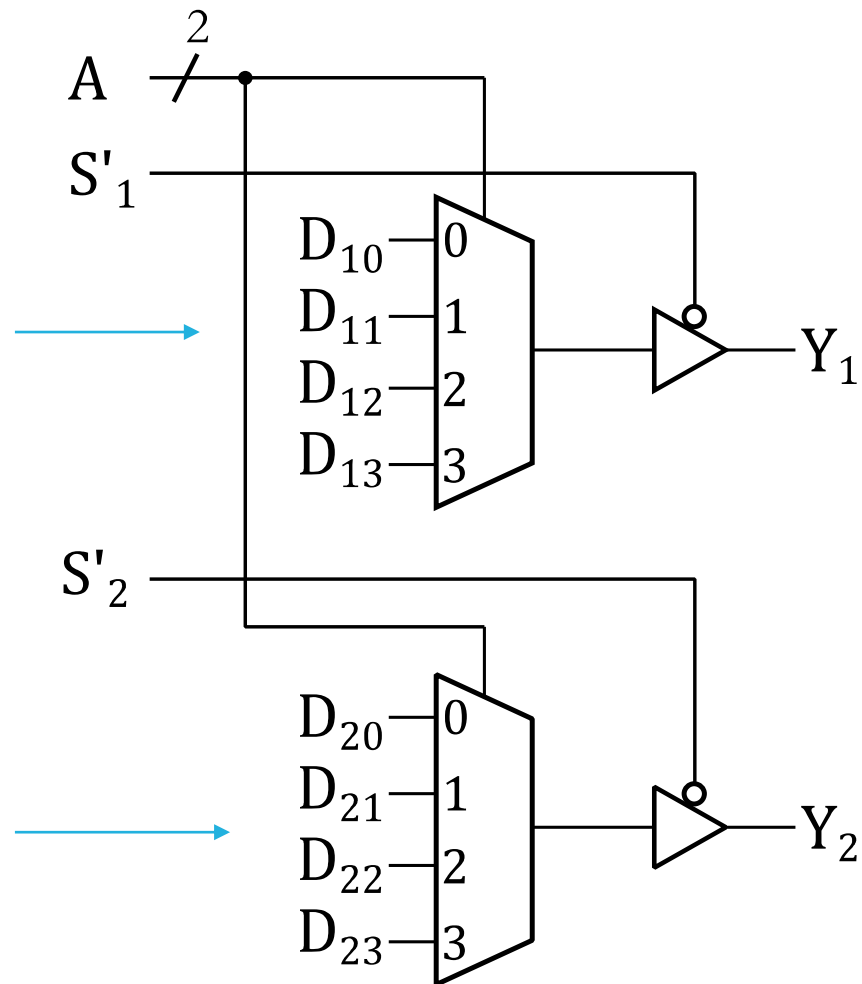 2
A
S'₁
D₁₀ 0
D₁₁ 1
D₁₂ 2
D₁₃ 3
Y₁
S'₂
D₂₀ 0
D₂₁ 1
D₂₂ 2
D₂₃ 3
Y₂